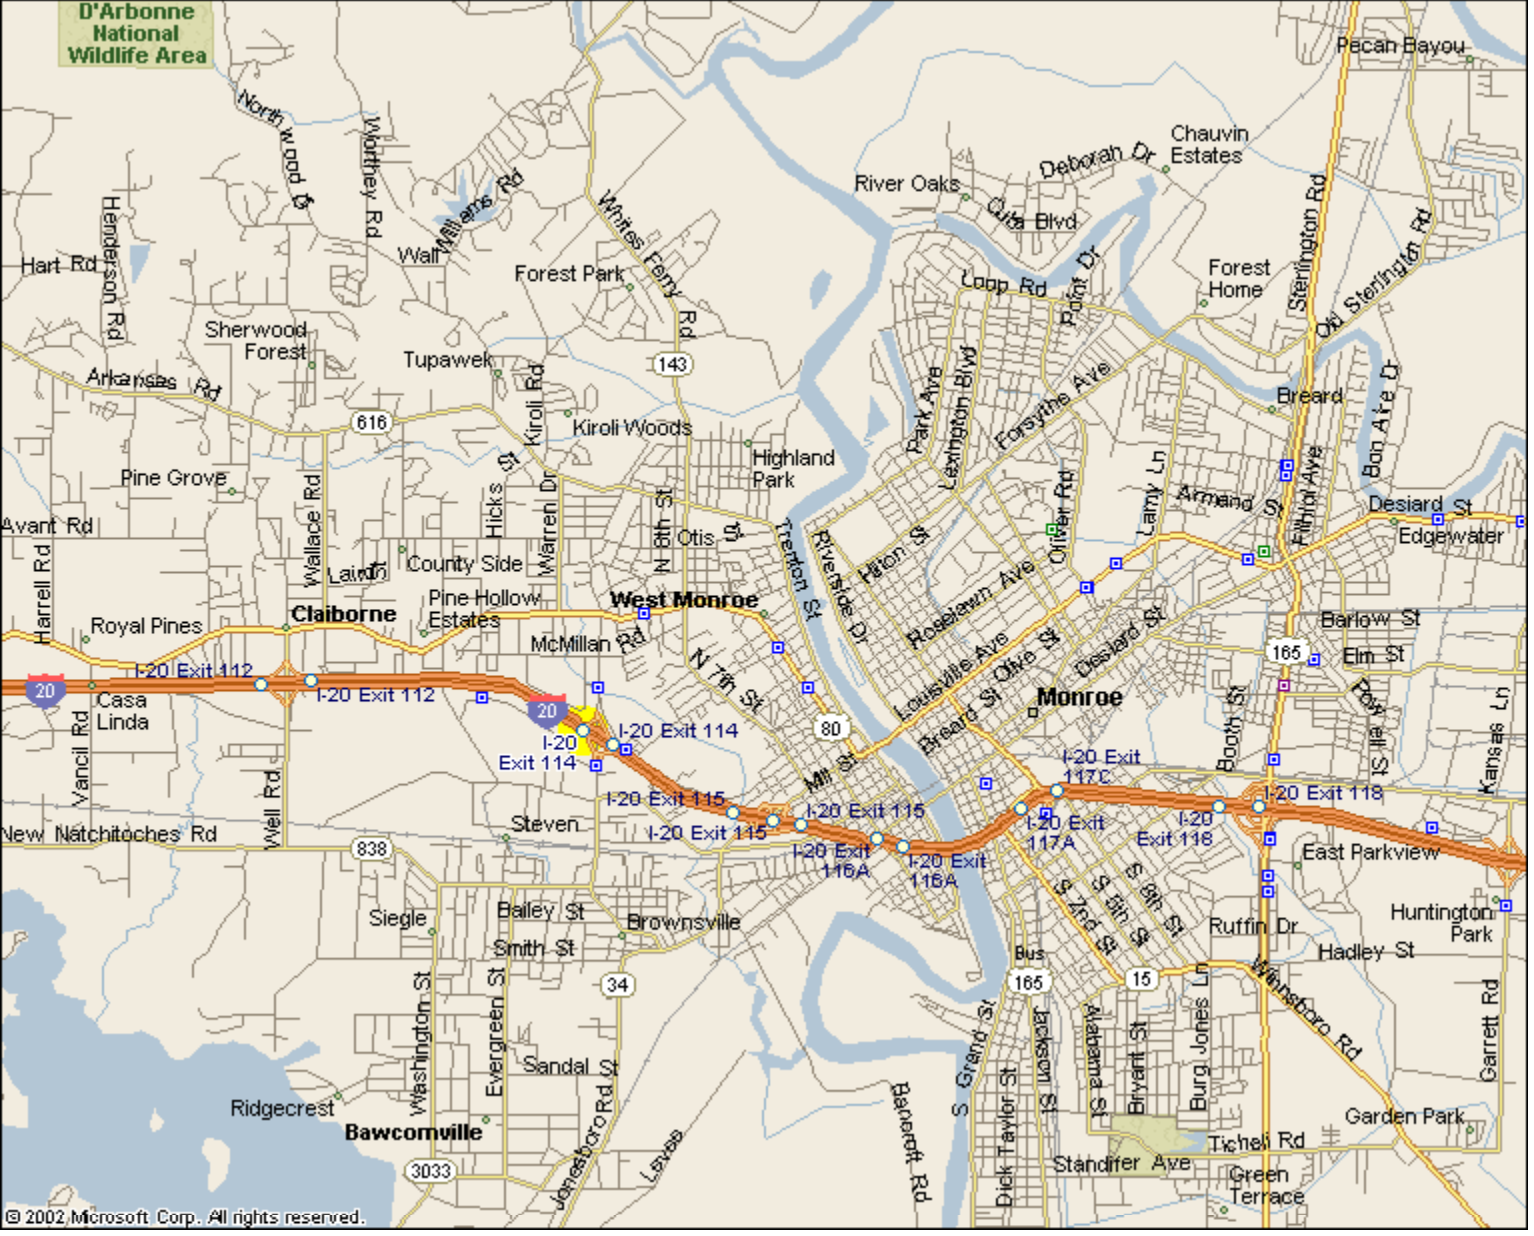 D'Arbonne
National
Wildlife Area
Pecan Bayou
Northwood Dr
Worthey Rd
Chauvin
Estates
Deborah Dr
River Oaks
Wall Williams Rd
Whites Ferry Rd
Henderson Rd
Sterlington Rd
Old Sterlington Rd
Hart Rd
Forest Park
Point Dr
Loop Rd
Forest
Home
Sherwood
Forest
Tupawek
143
Arkansas Rd
Kiroli Rd
Park Ave
Lexington Blvd
Forsythe Ave
Breard
Bon Aire Dr
616
Kiroli Woods
Highland
Park
Pine Grove
Hicks St
Wallace Rd
Warren Dr
N 8th St
Oliver Rd
Lamy Ln
Armand St
Fillhiol Ave
Desiard St
Edgewater
Avant Rd
Otis St
Trenton St
Riverside Dr
Hilton St
Harrell Rd
County Side
Laird St
Roselawn Ave
Claiborne
Pine Hollow
Estates
West Monroe
Royal Pines
McMillan Rd
Barlow St
Elm St
165
I-20 Exit 112
I-20 Exit 112
20
Casa
Linda
N 7th St
Louisville Ave
Olive St
Desiard St
Breard St
Monroe
Booth St
Powell St
Kansas Ln
20
I-20 Exit 114
I-20
Exit 114
80
Mill St
Vancil Rd
Well Rd
I-20 Exit
117C
I-20 Exit 118
I-20 Exit 115
I-20 Exit 115
I-20 Exit 115
I-20
Exit 118
I-20 Exit
117A
New Natchitoches Rd
838
Steven
I-20 Exit
116A
I-20 Exit
116A
East Parkview
S 2nd St
S 5th St
S 8th St
Siegle
Bailey St
Brownsville
Smith St
Ruffin Dr
Huntington
Park
Hadley St
34
Bus
165
15
Winnsboro Rd
Washington St
Evergreen St
Sandal St
S Grand St
Jackson St
Alabama St
Bryant St
Burg Jones Ln
Garrett Rd
Ridgecrest
Bawcomville
Jonesboro Rd
Levee
Bancroft Rd
Dick Taylor St
Garden Park
Ticheli Rd
3033
Standifer Ave
Green
Terrace
© 2002 Microsoft Corp. All rights reserved.